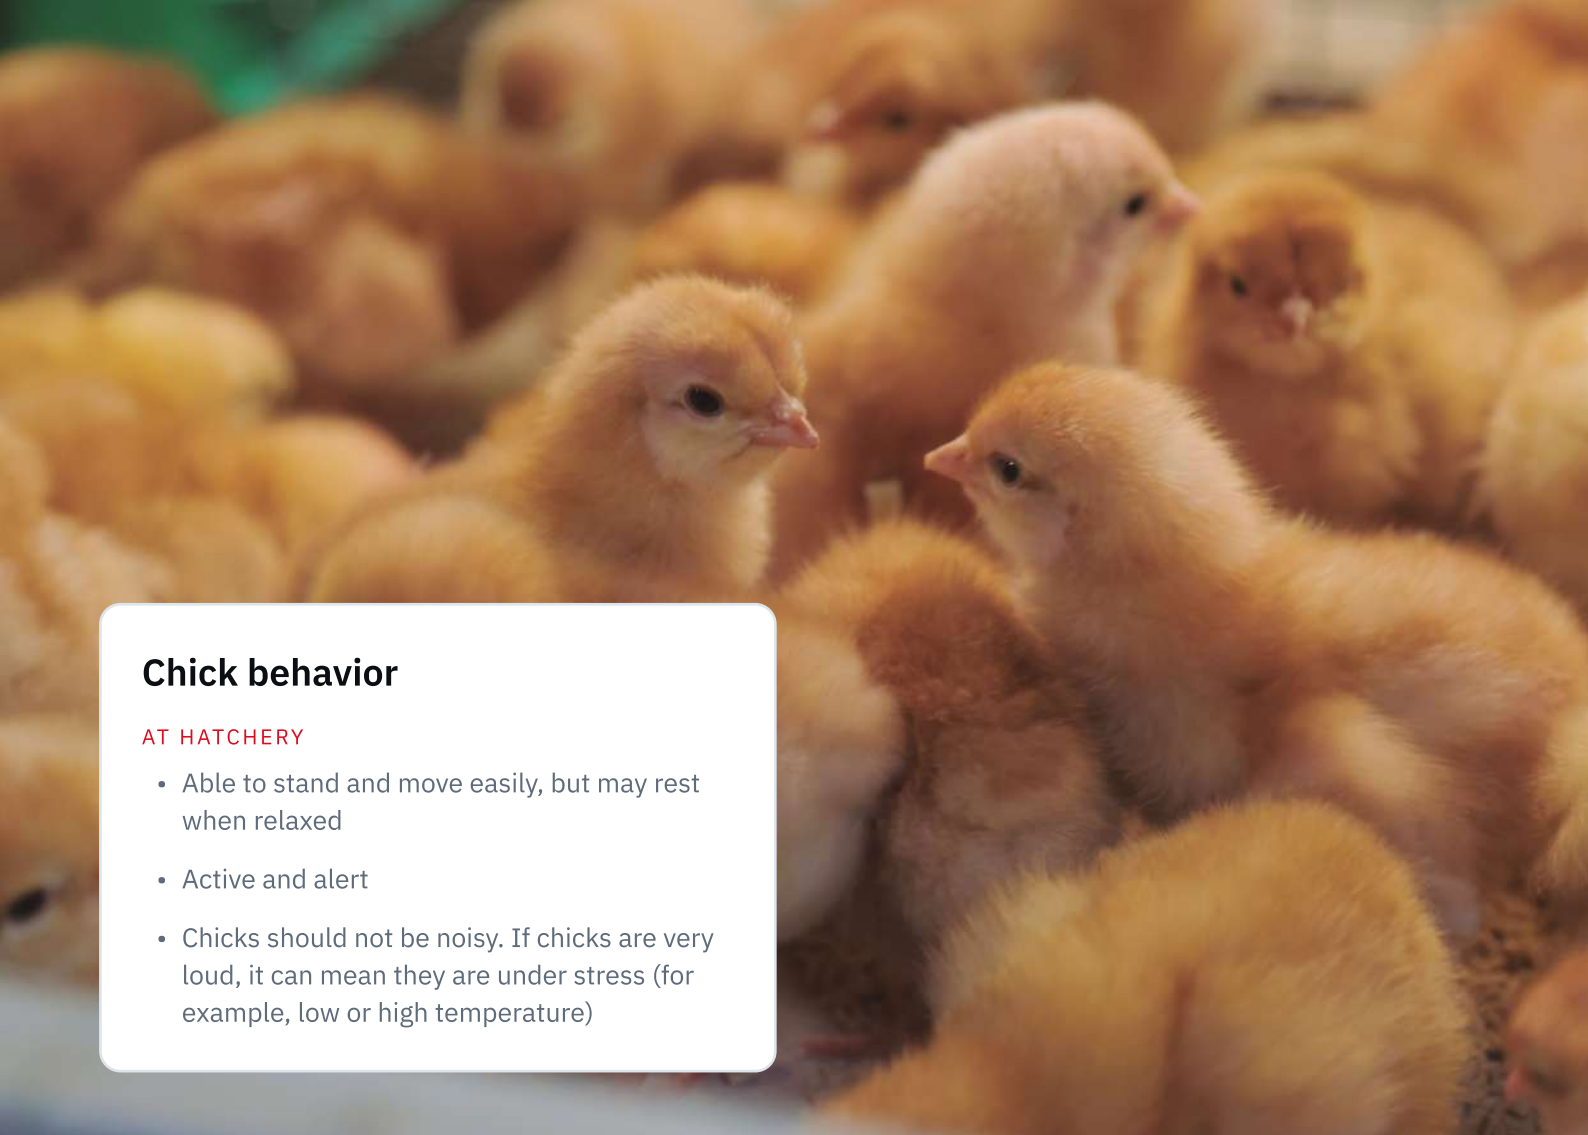 Chick behavior
AT HATCHERY
• Able to stand and move easily, but may rest
when relaxed
• Active and alert
• Chicks should not be noisy. If chicks are very
loud, it can mean they are under stress (for
example, low or high temperature)